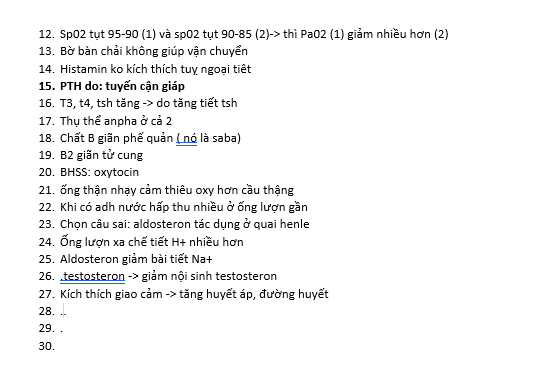 12. Sp02 tụt 95-90 (1) và sp02 tụt 90-85 (2)-> thì Pa02 (1) giảm nhiều hơn (2)
13. Bờ bàn chải không giúp vận chuyển
14. Histamin ko kích thích tuỵ ngoại tiêt
15. PTH do: tuyến cận giáp
16. T3, t4, tsh tăng -> do tăng tiết tsh
17. Thụ thể anpha ở cả 2
18. Chất B giãn phế quản ( nó là saba)
19. B2 giãn tử cung
20. BHSS: oxytocin
21. ống thận nhạy cảm thiêu oxy hơn cầu thận
22. Khi có adh nước hấp thu nhiều ở ống lượn gần
23. Chọn câu sai: aldosteron tác dụng ở quai henle
24. Ống lượn xa chế tiết H+ nhiều hơn
25. Aldosteron giảm bài tiết Na+
26. .testosteron -> giảm nội sinh testosteron
27. Kích thích giao cảm -> tăng huyết áp, đường huyết
28. .
29. .
30.